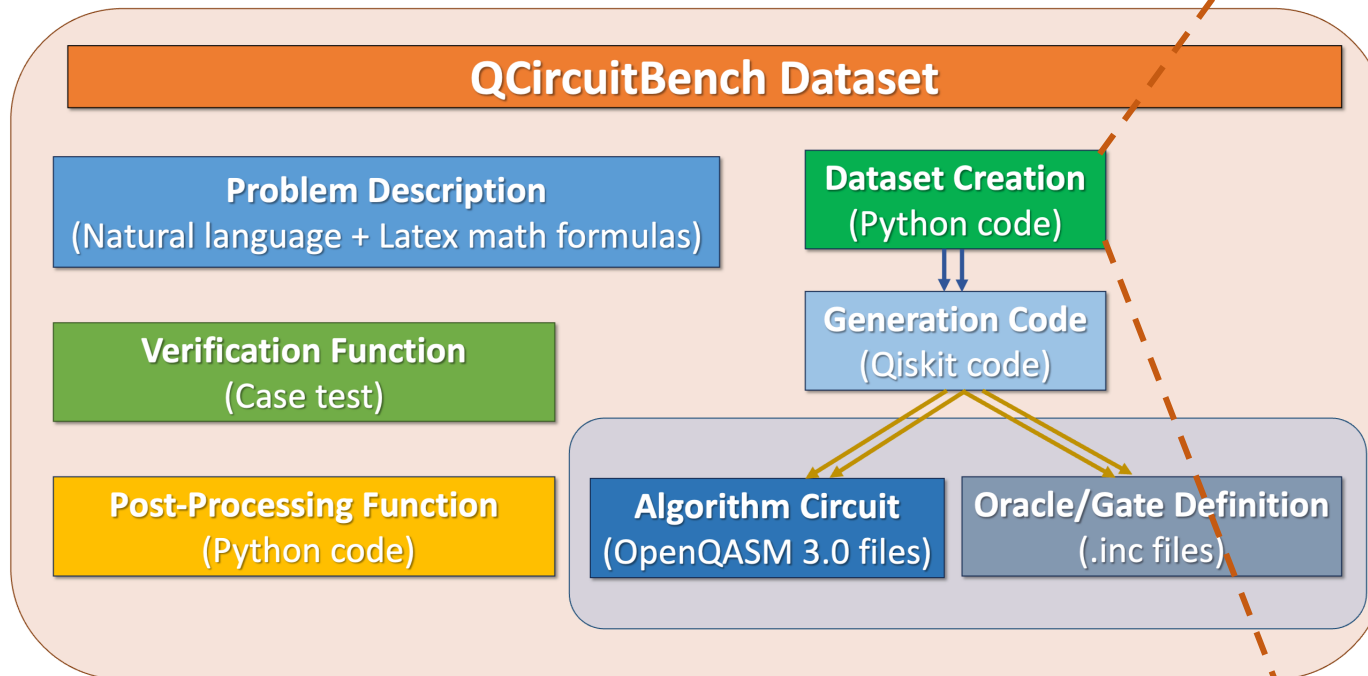 QCircuitBench Dataset
Problem Description
(Natural language + Latex math formulas)
Dataset Creation
(Python code)
Generation Code
(Qiskit code)
Verification Function
(Case test)
Post-Processing Function
(Python code)
Algorithm Circuit
(OpenQASM 3.0 files)
Oracle/Gate Definition
(.inc files)